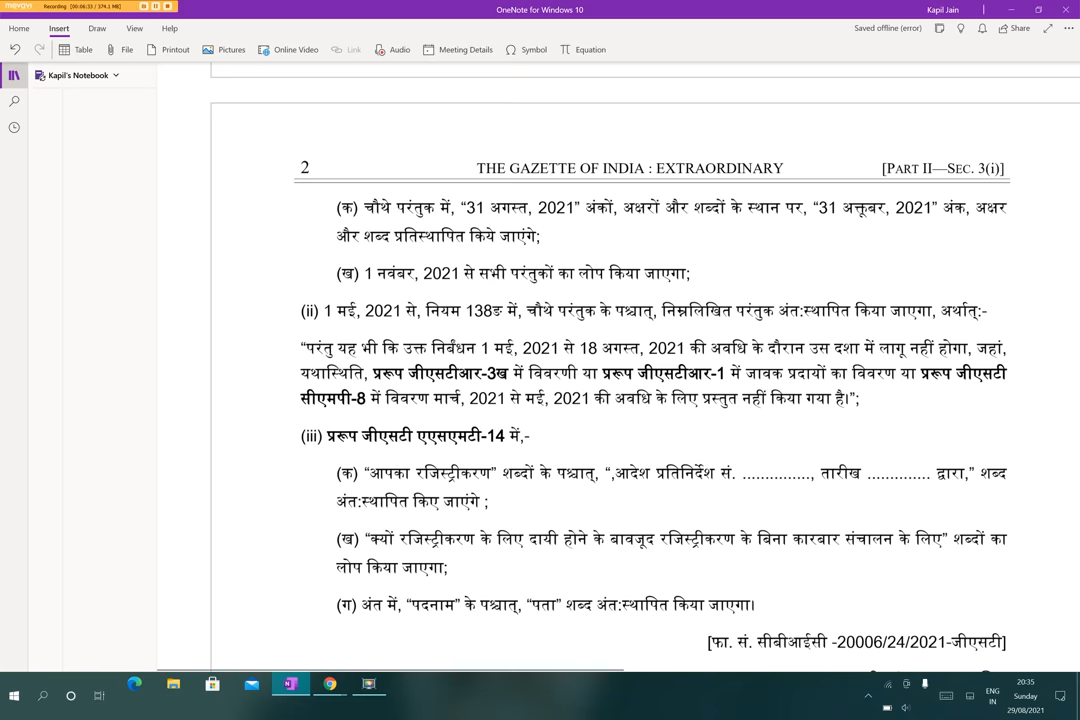 movavi Recording [00:06:33 / 374.1 MB]
OneNote for Windows 10
Kapil Jain
Home Insert Draw View Help
Saved offline (error) Share
Table File Printout Pictures Online Video Link Audio Meeting Details Symbol Equation
Kapil's Notebook
2 THE GAZETTE OF INDIA : EXTRAORDINARY [PART II—SEC. 3(i)]
(क) चौथे परंतुक में, “31 अगस्त, 2021” अंकों, अक्षरों और शब्दों के स्थान पर, “31 अक्तूबर, 2021” अंक, अक्षर
और शब्द प्रतिस्थापित किये जाएंगे;
(ख) 1 नवंबर, 2021 से सभी परंतुकों का लोप किया जाएगा;
(ii) 1 मई, 2021 से, नियम 138ङ में, चौथे परंतुक के पश्चात्, निम्नलिखित परंतुक अंत:स्थापित किया जाएगा, अर्थात्:-
“परंतु यह भी कि उक्त निर्बंधन 1 मई, 2021 से 18 अगस्त, 2021 की अवधि के दौरान उस दशा में लागू नहीं होगा, जहां,
यथास्थिति, प्ररूप जीएसटीआर-3ख में विवरणी या प्ररूप जीएसटीआर-1 में जावक प्रदायों का विवरण या प्ररूप जीएसटी
सीएमपी-8 में विवरण मार्च, 2021 से मई, 2021 की अवधि के लिए प्रस्तुत नहीं किया गया है।”;
(iii) प्ररूप जीएसटी एएसएमटी-14 में,-
(क) “आपका रजिस्ट्रीकरण” शब्दों के पश्चात्, “,आदेश प्रतिनिर्देश सं. ..............., तारीख .............. द्वारा,” शब्द
अंत:स्थापित किए जाएंगे ;
(ख) “क्यों रजिस्ट्रीकरण के लिए दायी होने के बावजूद रजिस्ट्रीकरण के बिना कारबार संचालन के लिए” शब्दों का
लोप किया जाएगा;
(ग) अंत में, “पदनाम” के पश्चात्, “पता” शब्द अंत:स्थापित किया जाएगा।
[फा. सं. सीबीआईसी -20006/24/2021-जीएसटी]
ENG
IN
20:35
Sunday
29/08/2021